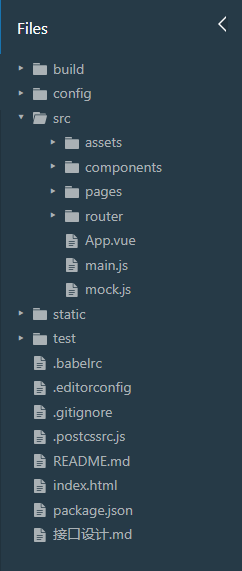 Files
build
config
src
assets
components
pages
router
App.vue
main.js
mock.js
static
test
.babelrc
.editorconfig
.gitignore
.postcssrc.js
README.md
index.html
package.json
接口设计.md